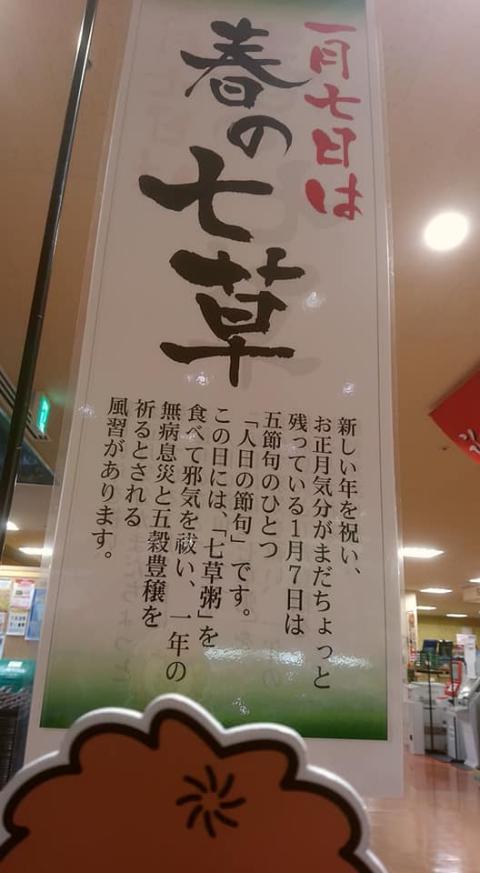 一月七日は
春の七草
新しい年を祝い、
お正月気分がまだちょっと
残っている1月7日は
五節句のひとつ
「人日の節句」です。
この日には、「七草粥」を
食べて邪気を祓い、一年の
無病息災と五穀豊穣を
祈るとされる
風習があります。